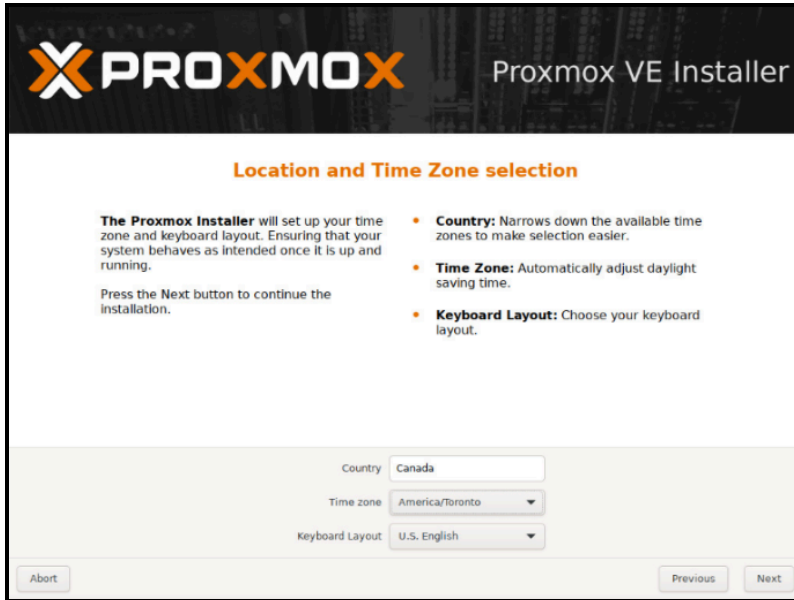 PROXMOX
Proxmox VE Installer
Location and Time Zone selection
The Proxmox Installer will set up your time
zone and keyboard layout. Ensuring that your
system behaves as intended once it is up and
running.
Press the Next button to continue the
installation.
• Country: Narrows down the available time
zones to make selection easier.
• Time Zone: Automatically adjust daylight
saving time.
• Keyboard Layout: Choose your keyboard
layout.
Country Canada
Time zone America/Toronto
Keyboard Layout U.S. English
Abort Previous Next